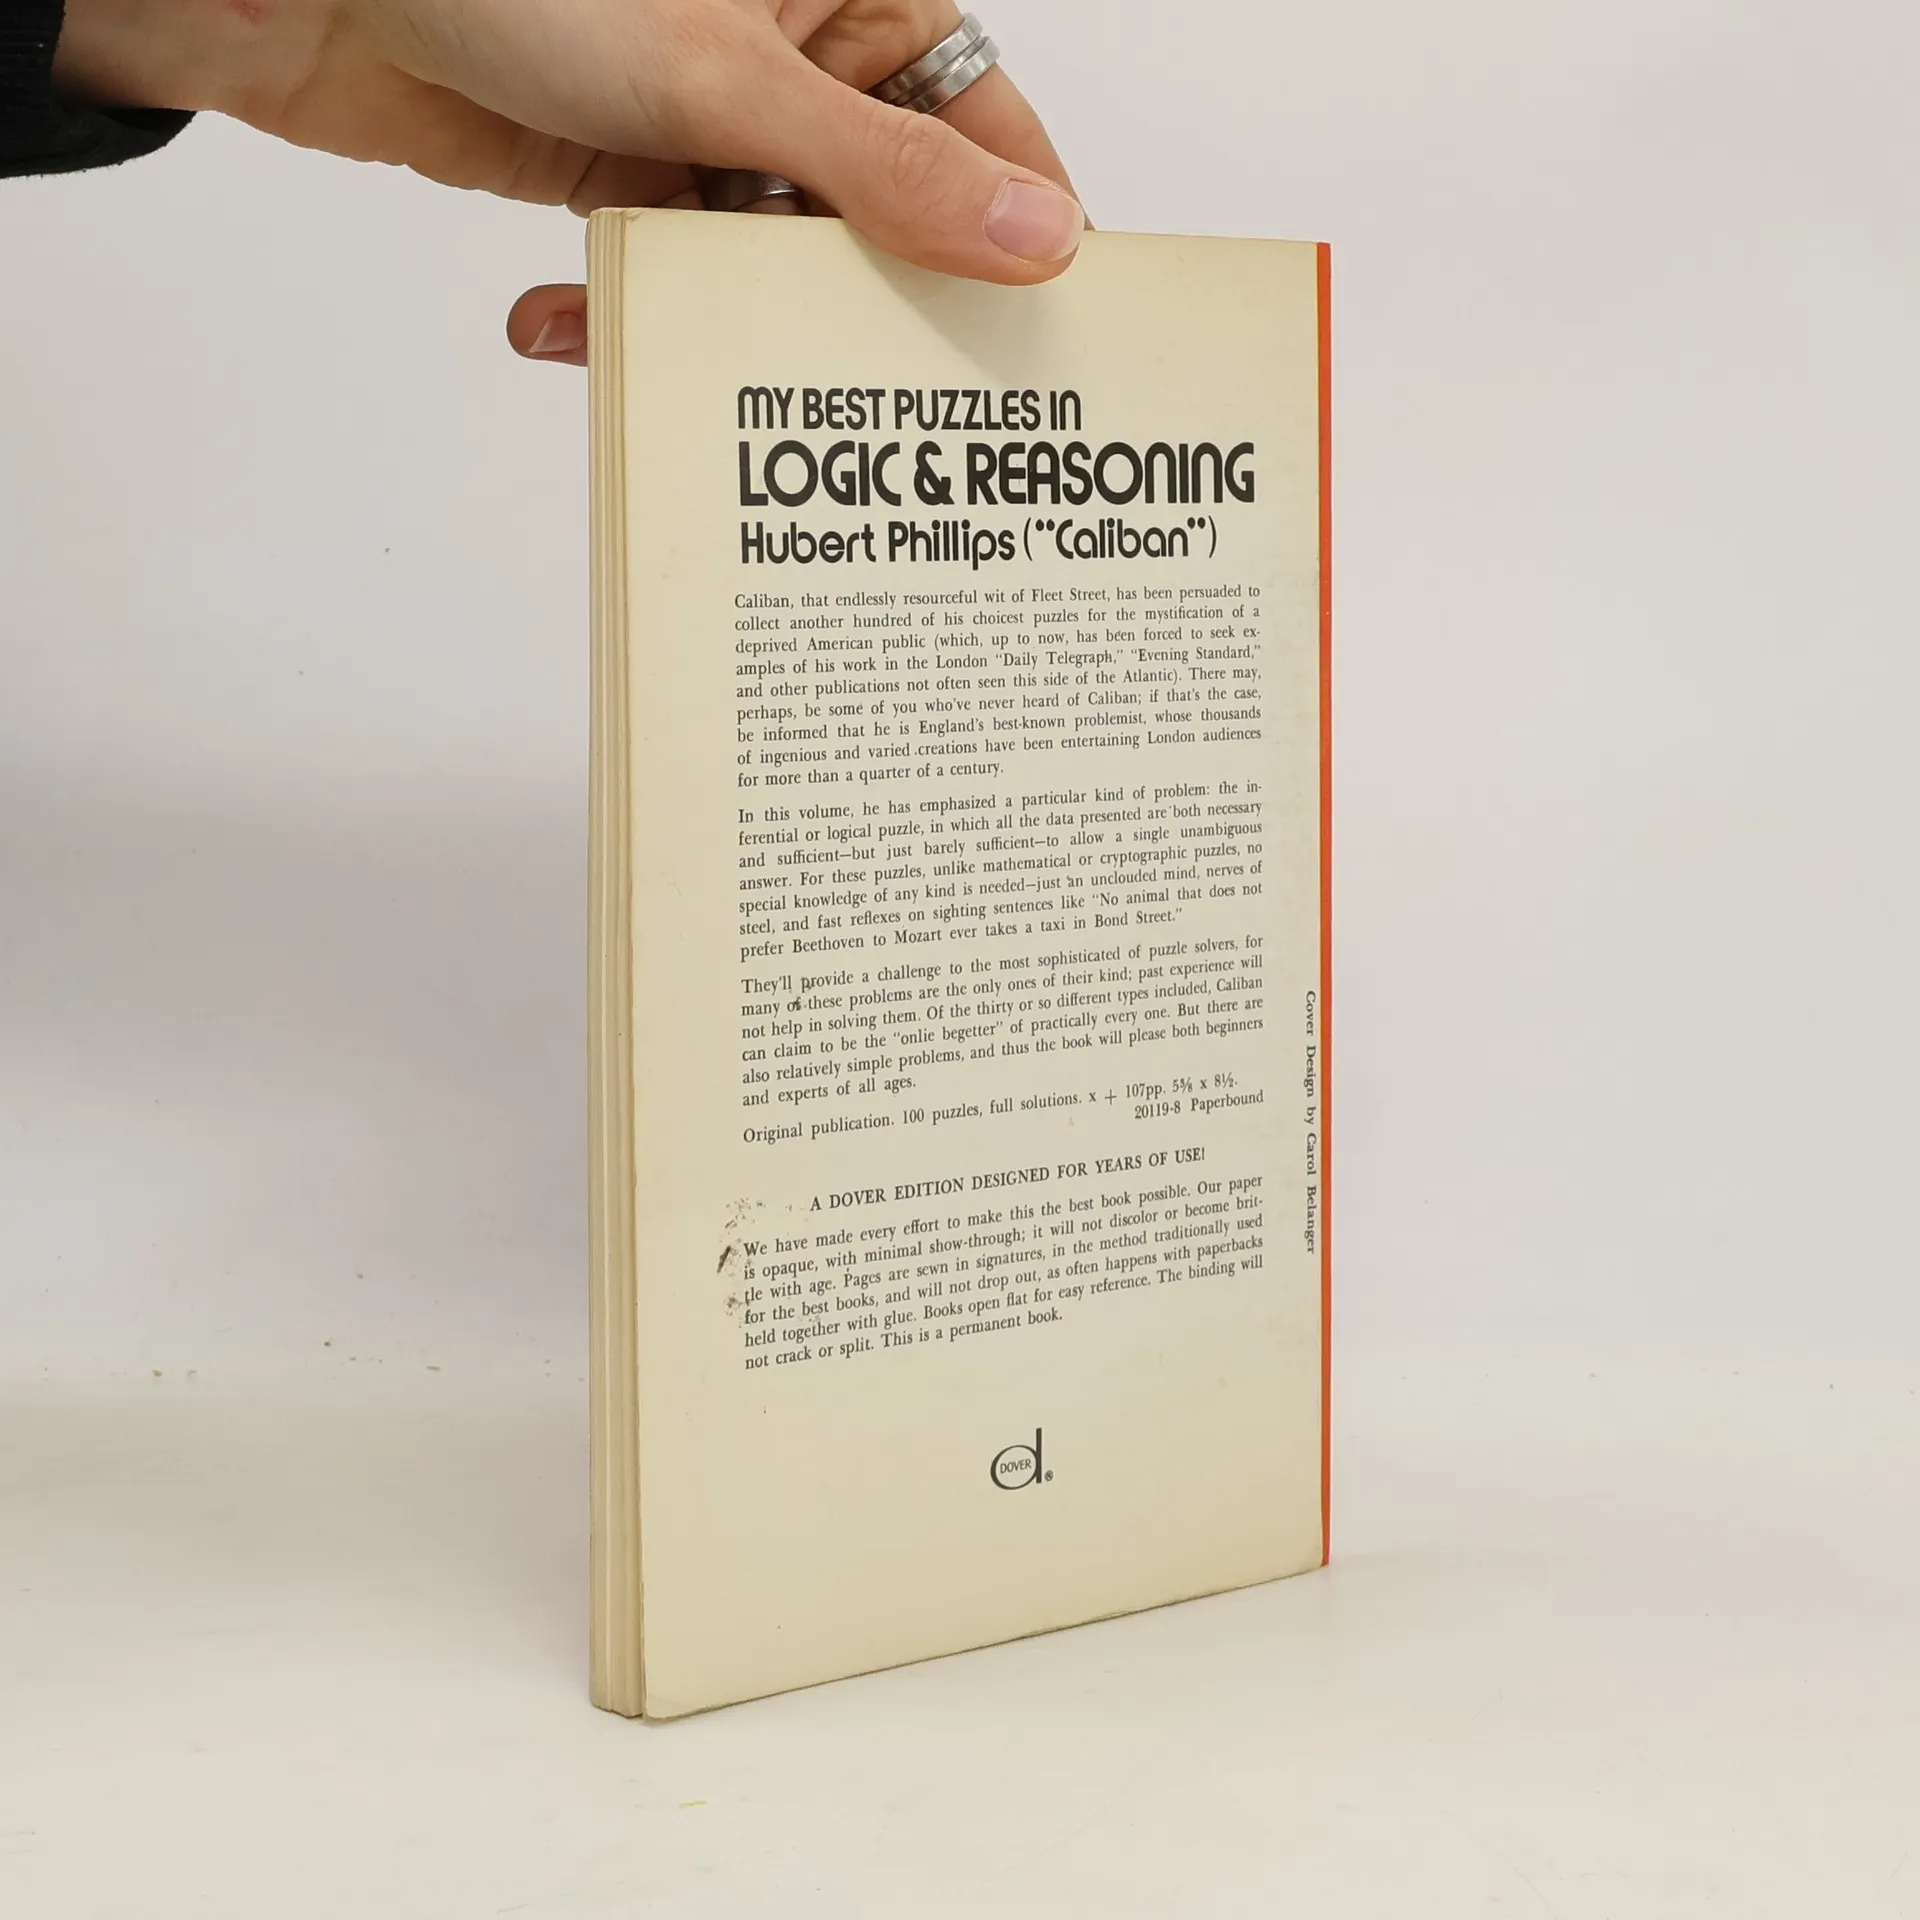 MY BEST PUZZLES IN
LOGIC & REASONING
Hubert Phillips ("Caliban")
Caliban, that endlessly resourceful wit of Fleet Street, has been persuaded to
collect another hundred of his choicest puzzles for the mystification of a
deprived American public (which, up to now, has been forced to seek ex-
amples of his work in the London "Daily Telegraph," "Evening Standard,"
and other publications not often seen this side of the Atlantic). There may,
perhaps, be some of you who've never heard of Caliban; if that's the case,
be informed that he is England's best-known problemist, whose thousands
of ingenious and varied creations have been entertaining London audiences
for more than a quarter of a century.
In this volume, he has emphasized a particular kind of problem: the in-
ferential or logical puzzle, in which all the data presented are both necessary
and sufficient—but just barely sufficient—to allow a single unambiguous
answer. For these puzzles, unlike mathematical or cryptographic puzzles, no
special knowledge of any kind is needed—just an unclouded mind, nerves of
steel, and fast reflexes on sighting sentences like "No animal that does not
prefer Beethoven to Mozart ever takes a taxi in Bond Street."
They'll provide a challenge to the most sophisticated of puzzle solvers, for
many of these problems are the only ones of their kind; past experience will
not help in solving them. Of the thirty or so different types included, Caliban
can claim to be the "onlie begetter" of practically every one. But there are
also relatively simple problems, and thus the book will please both beginners
and experts of all ages.
Original publication. 100 puzzles, full solutions. x + 107pp. 5⅜ x 8½.
20119-8 Paperbound
A DOVER EDITION DESIGNED FOR YEARS OF USE!
We have made every effort to make this the best book possible. Our paper
is opaque, with minimal show-through; it will not discolor or become brit-
tle with age. Pages are sewn in signatures, in the method traditionally used
for the best books, and will not drop out, as often happens with paperbacks
held together with glue. Books open flat for easy reference. The binding will
not crack or split. This is a permanent book.
DOVER
®
Cover Design by Carol Belanger